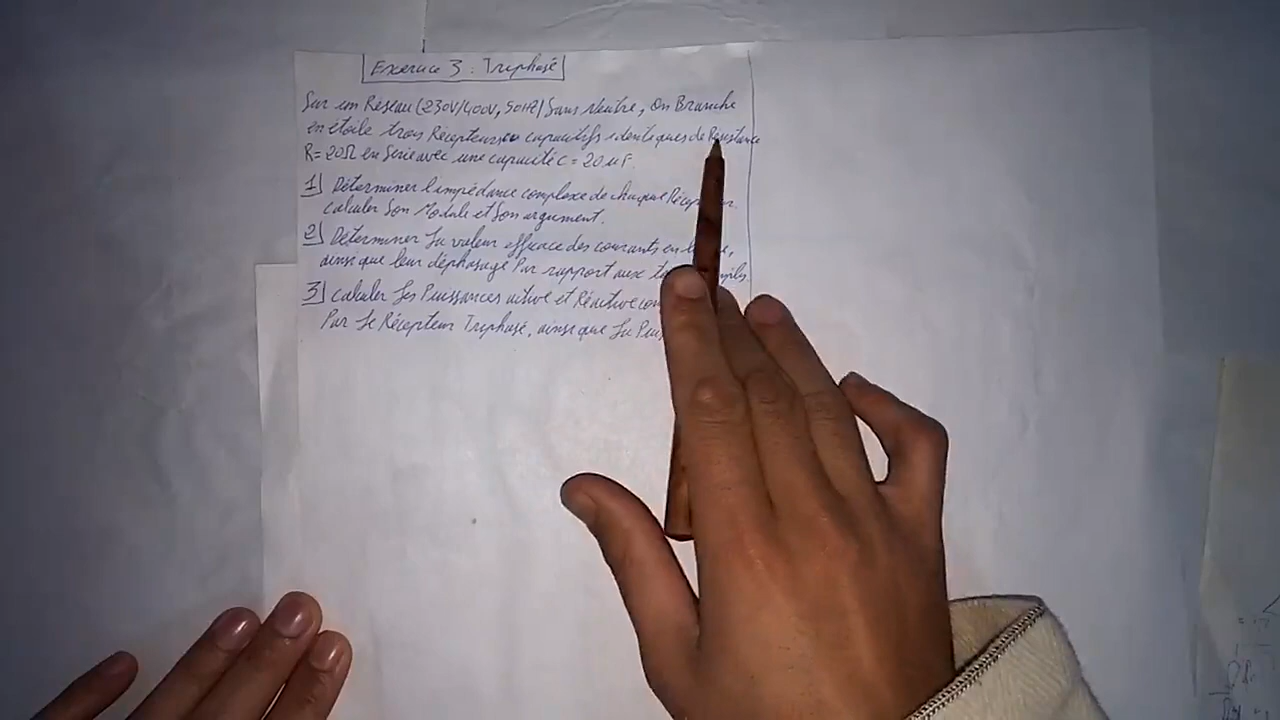 Exercice 3 : Triphasé
Sur un Réseau (230V/400V, 50HZ) Sans Neutre, on Branche
en étoile trois Récepteurs capacitifs identiques de Résistance
R = 20Ω en Serie avec une capacité C = 20 μF.
1) Déterminer l'impédance complexe de chaque Récepteur
calculer Son Module et Son argument.
2) Déterminer la valeur efficace des courants en
ainsi que leur déphasage Par rapport aux
3) calculer les Puissances active et Réactive
Par le Récepteur Triphasé, ainsi que la